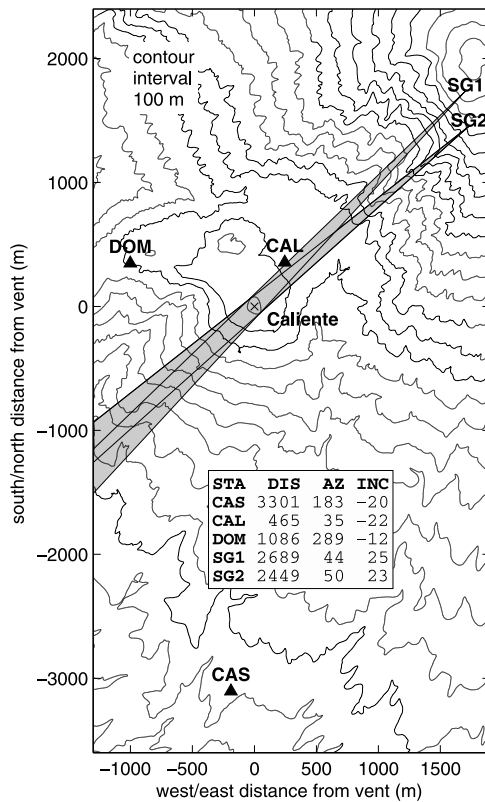 2000
1000
0
−1000
−2000
−3000
south/north distance from vent (m)
contour
interval
100 m
SG1
SG2
DOM
CAL
Caliente
STA DIS AZ INC
CAS 3301 183 −20
CAL 465 35 −22
DOM 1086 289 −12
SG1 2689 44 25
SG2 2449 50 23
CAS
−1000 −500 0 500 1000 1500
west/east distance from vent (m)